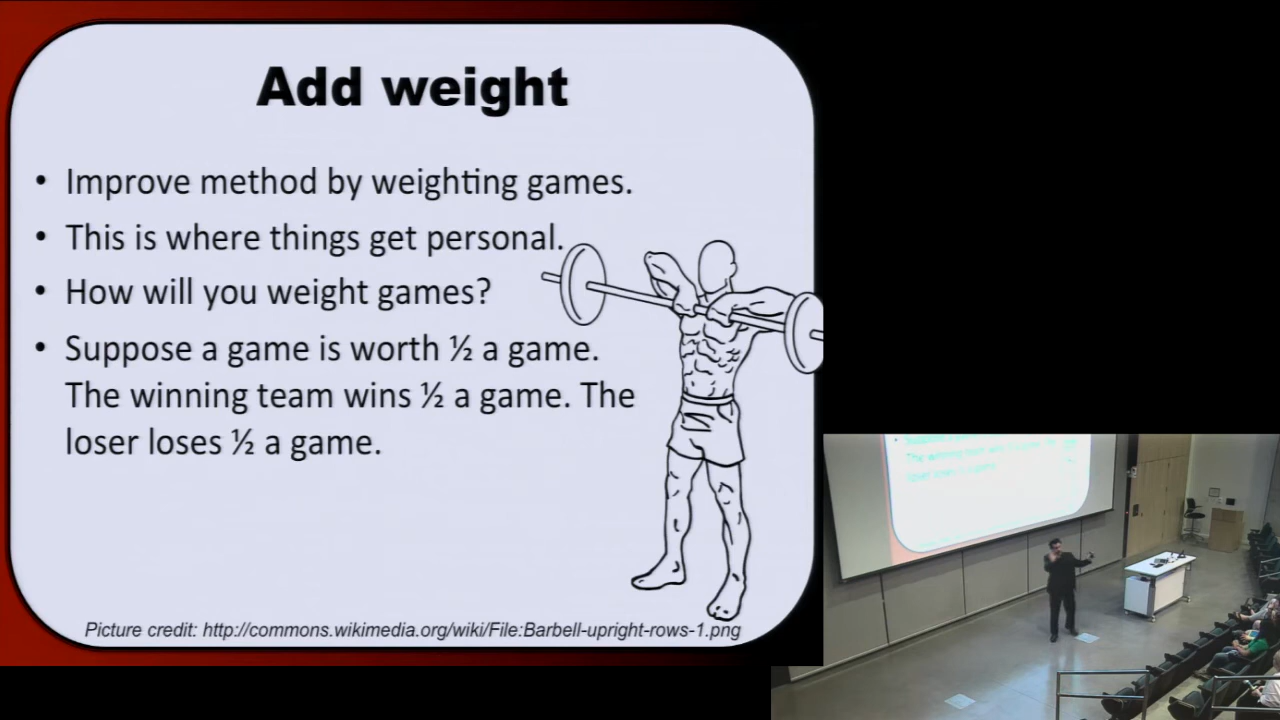 Add weight
• Improve method by weighting games.
• This is where things get personal.
• How will you weight games?
• Suppose a game is worth ½ a game.
The winning team wins ½ a game. The
loser loses ½ a game.
Picture credit: http://commons.wikimedia.org/wiki/File:Barbell-upright-rows-1.png